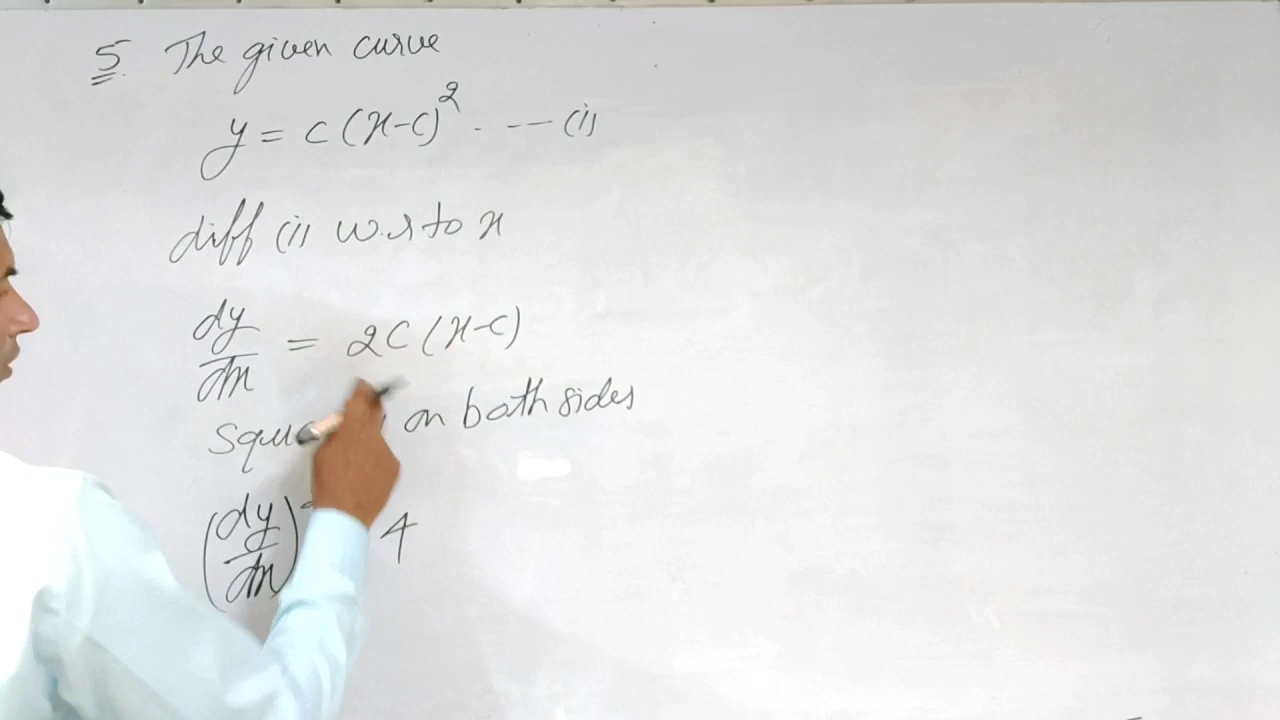 5. The given curve
y = c(x-c)² - --- (i)
diff (i) w.r to x
dy/dx = 2c(x-c)
on both sides
(dy/dx) 4